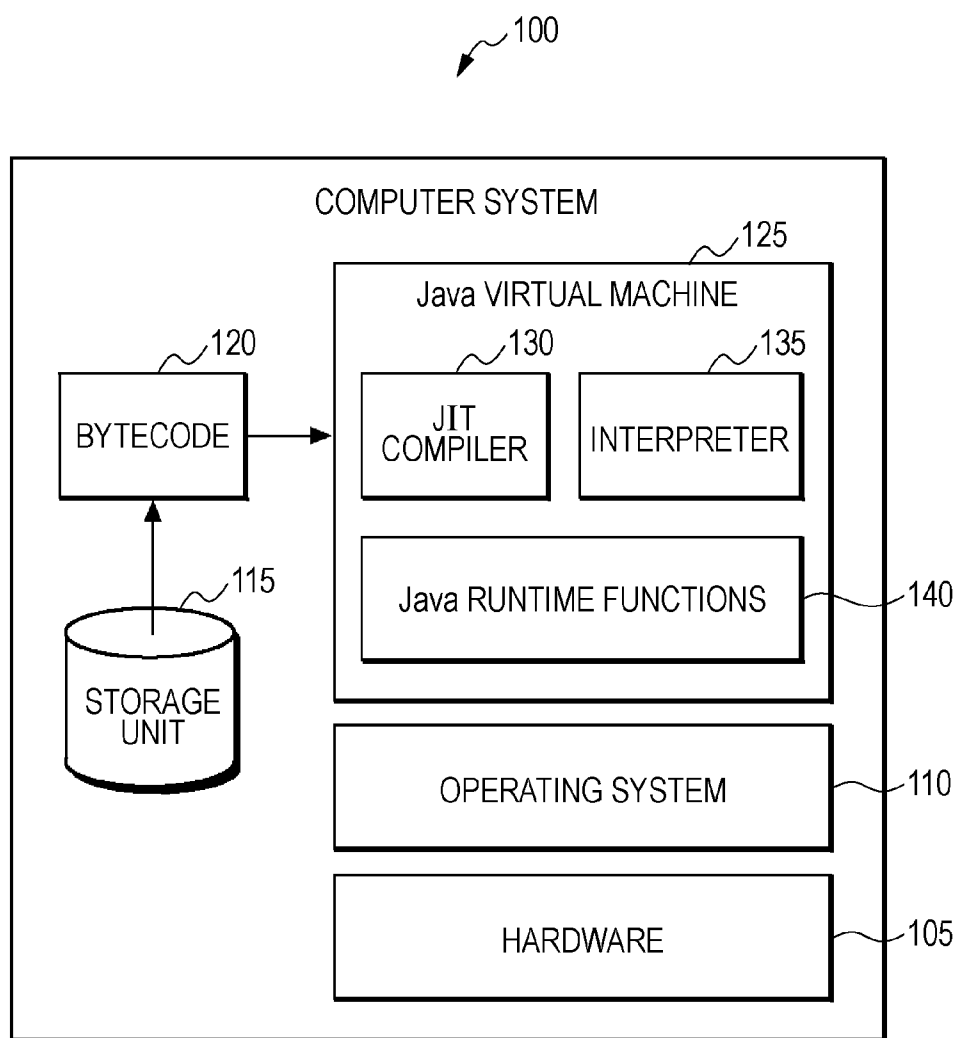 100
COMPUTER SYSTEM
125
Java VIRTUAL MACHINE
120
130
135
BYTECODE
JIT
COMPILER
INTERPRETER
115
Java RUNTIME FUNCTIONS
140
STORAGE
UNIT
OPERATING SYSTEM
110
HARDWARE
105